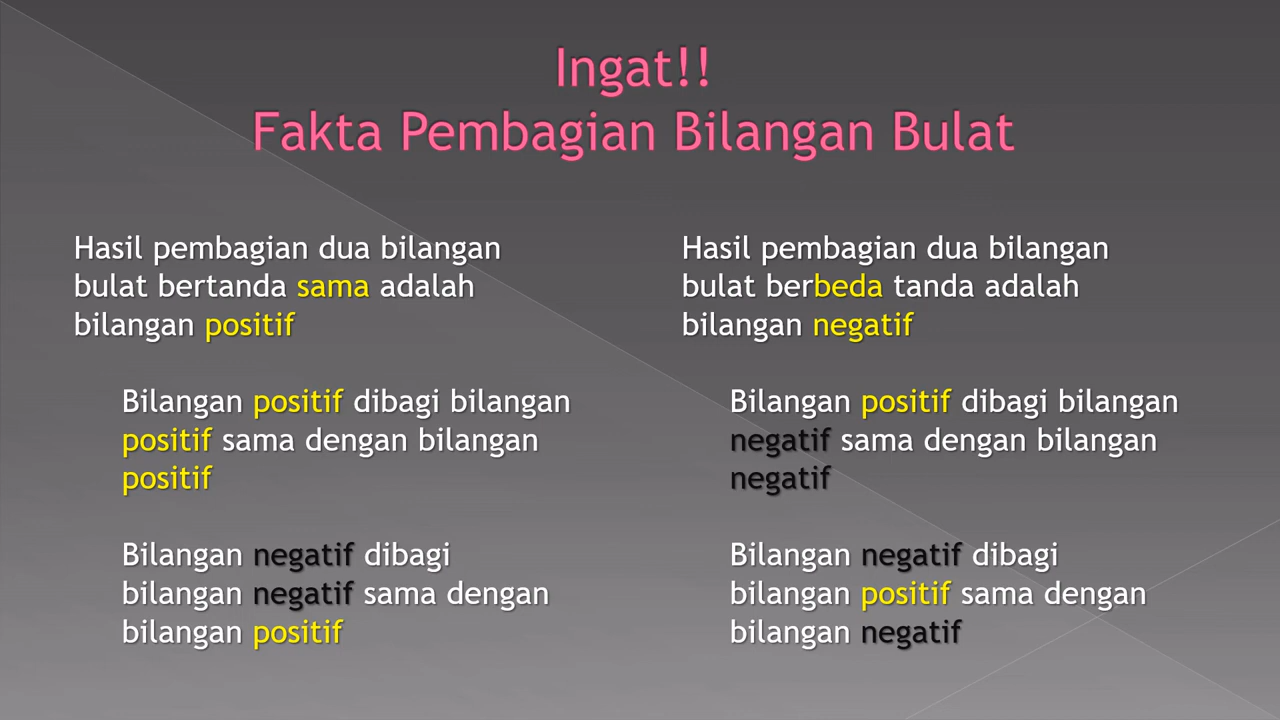 Ingat!!
Fakta Pembagian Bilangan Bulat
Hasil pembagian dua bilangan
bulat bertanda sama adalah
bilangan positif
Bilangan positif dibagi bilangan
positif sama dengan bilangan
positif
Bilangan negatif dibagi
bilangan negatif sama dengan
bilangan positif
Hasil pembagian dua bilangan
bulat berbeda tanda adalah
bilangan negatif
Bilangan positif dibagi bilangan
negatif sama dengan bilangan
negatif
Bilangan negatif dibagi
bilangan positif sama dengan
bilangan negatif